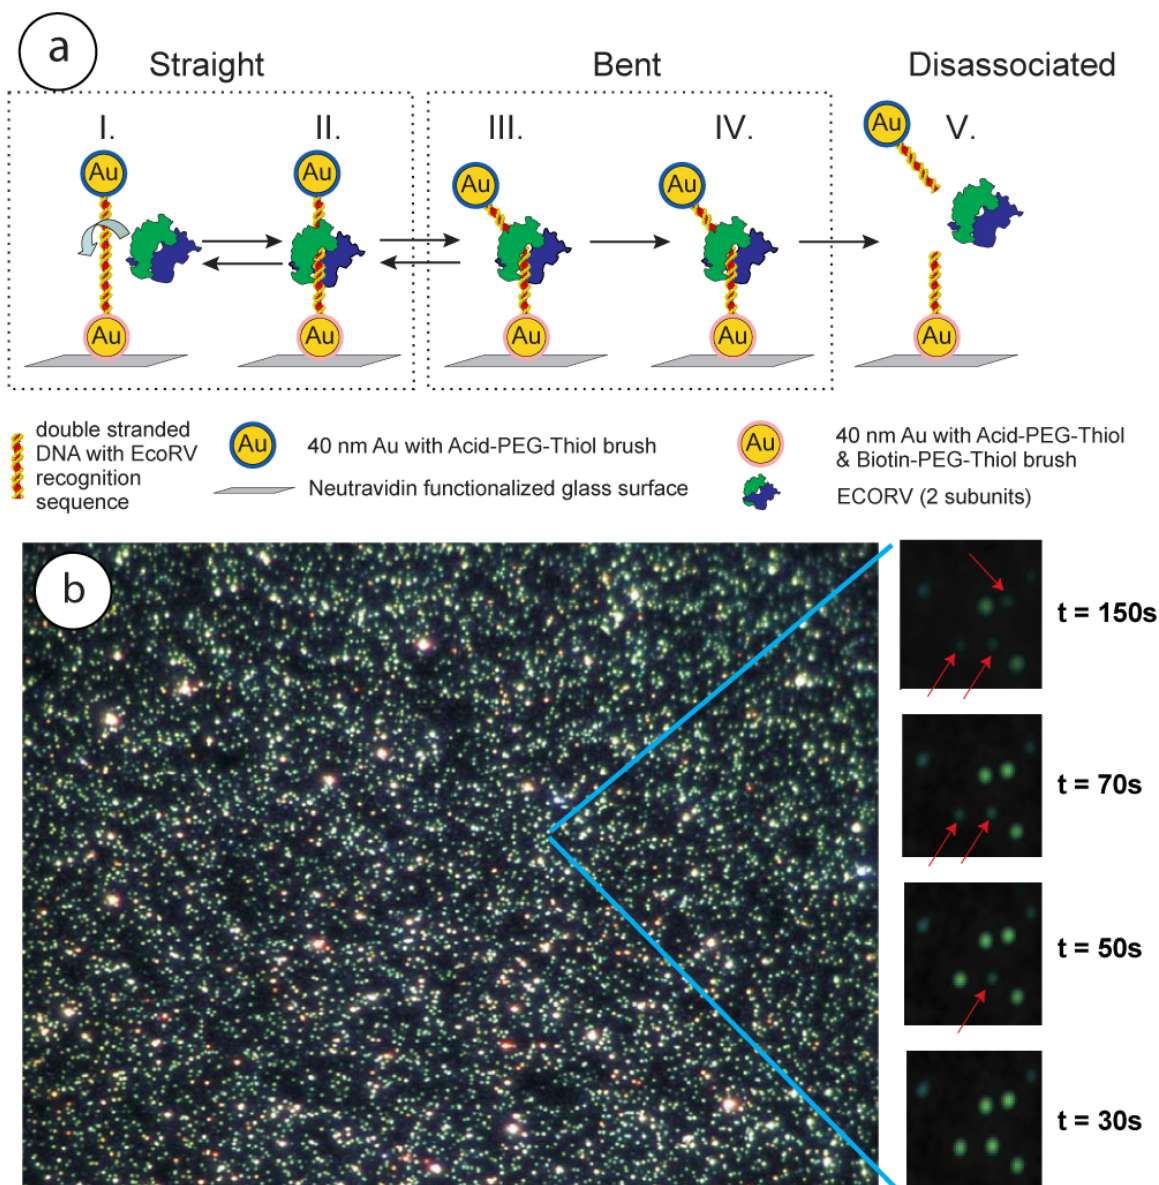 a
Straight
Bent
Disassociated
I.
II.
III.
IV.
V.
Au
Au
Au
Au
Au
Au
Au
Au
Au
Au
double stranded
DNA with EcoRV
recognition
sequence
Au
40 nm Au with Acid-PEG-Thiol brush
Neutravidin functionalized glass surface
Au
40 nm Au with Acid-PEG-Thiol
& Biotin-PEG-Thiol brush
ECORV (2 subunits)
b
t = 150s
t = 70s
t = 50s
t = 30s